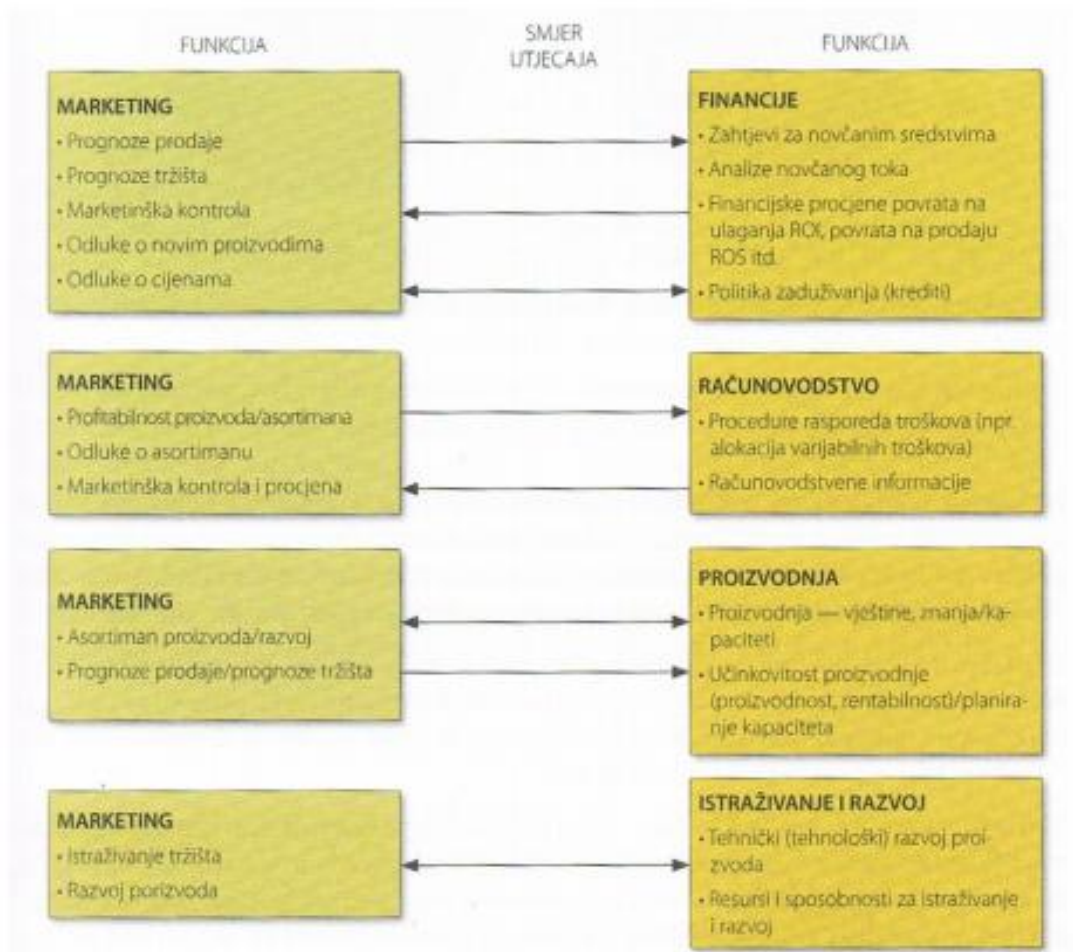 FUNKCIJA
SMJER
UTJECAJA
FUNKCIJA
MARKETING
• Prognoze prodaje
• Prognoze tržišta
• Marketinška kontrola
• Odluke o novim proizvodima
• Odluke o cijenama
FINANCIJE
• Zahtjevi za novčanim sredstvima
• Analize novčanog toka
• Financijske procjene povrata na
ulaganja ROI, povrata na prodaju
ROS itd.
• Politika zaduživanja (krediti)
MARKETING
• Profitabilnost proizvoda/asortimana
• Odluke o asortimanu
• Marketinška kontrola i procjena
RAČUNOVODSTVO
• Procedure rasporeda troškova (npr.
alokacija varijabilnih troškova)
• Računovodstvene informacije
MARKETING
• Asortiman proizvoda/razvoj
• Prognoze prodaje/prognoze tržišta
PROIZVODNJA
• Proizvodnja — vještine, znanja/ka-
paciteti
• Učinkovitost proizvodnje
(proizvodnost, rentabilnost)/planira-
nje kapaciteta
MARKETING
• Istraživanje tržišta
• Razvoj porizvoda
ISTRAŽIVANJE I RAZVOJ
• Tehnički (tehnološki) razvoj proi-
zvoda
• Resursi i sposobnosti za istraživanje
i razvoj